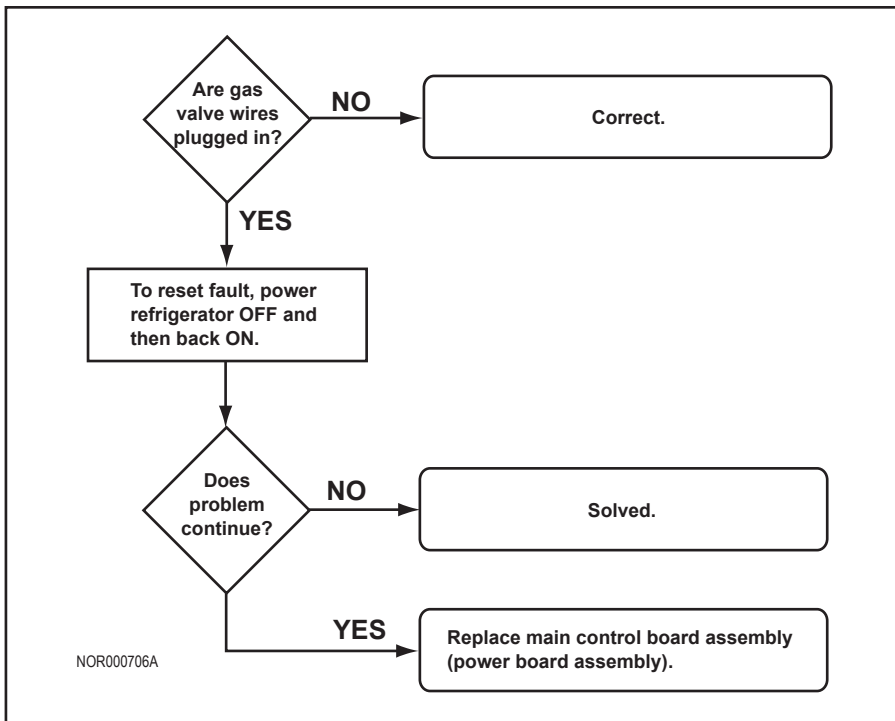 Are gas
valve wires
plugged in?
NO
Correct.
YES
To reset fault, power
refrigerator OFF and
then back ON.
Does
problem
continue?
NO
Solved.
YES
Replace main control board assembly
(power board assembly).
NOR000706A